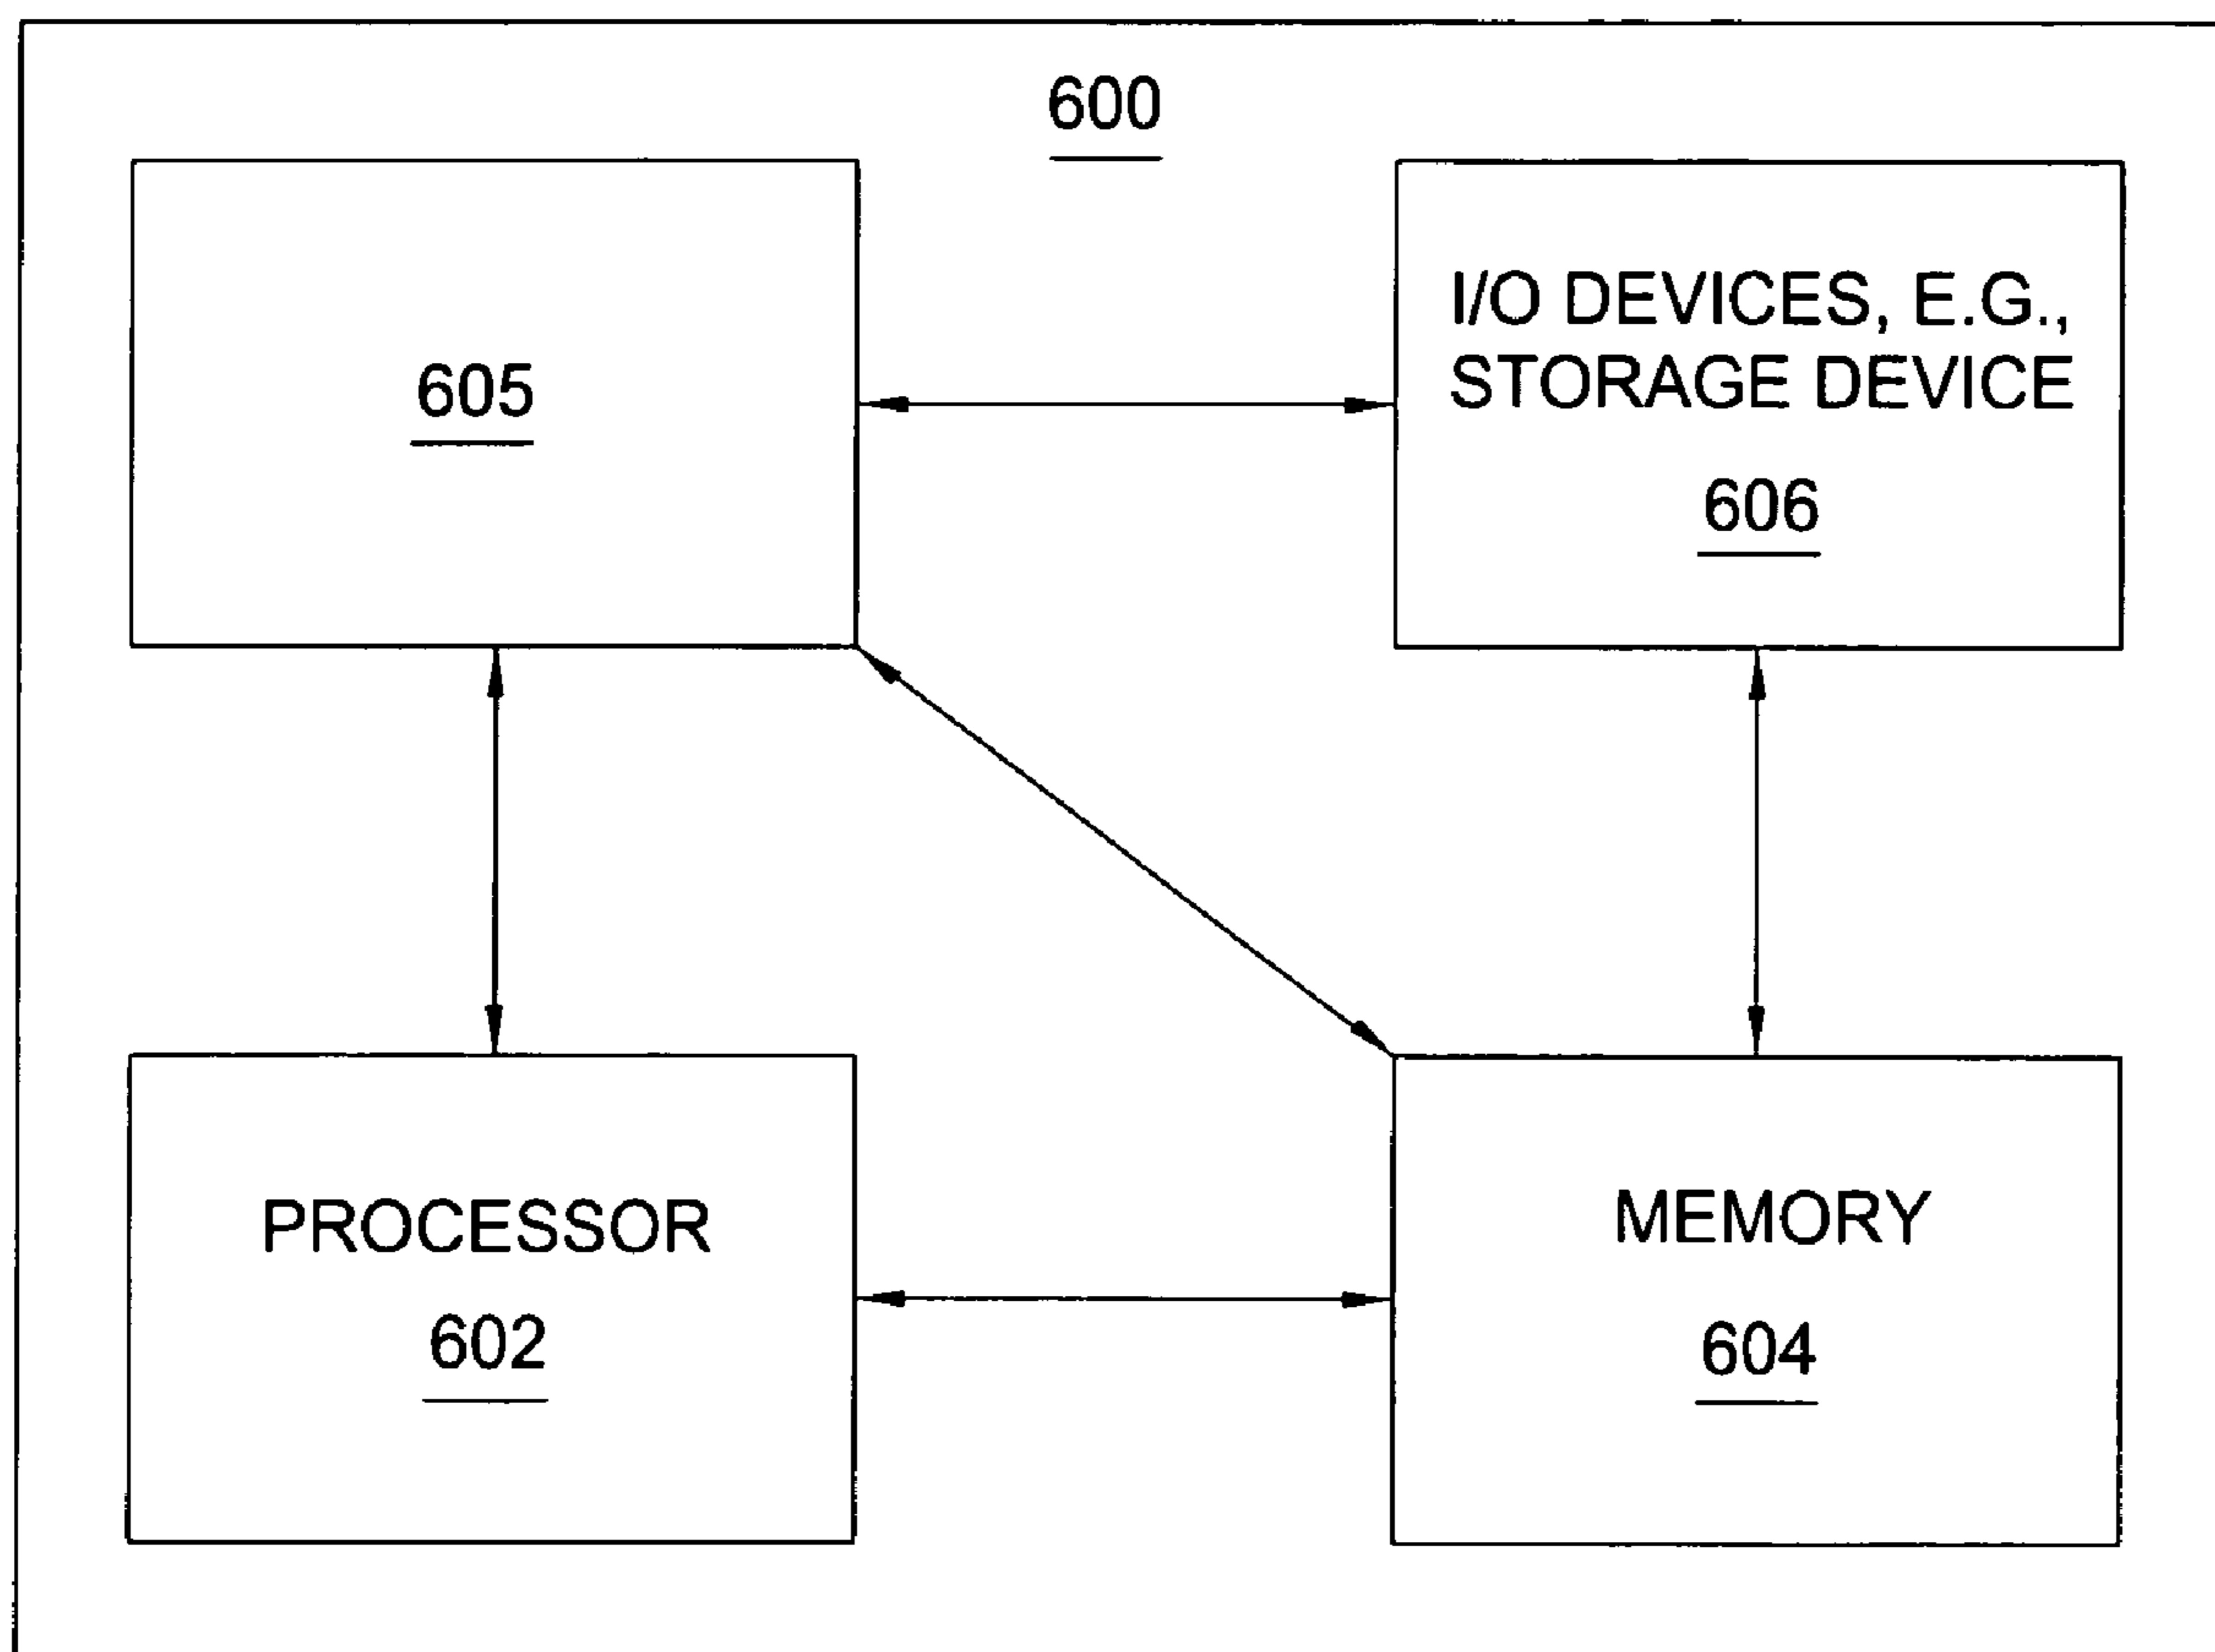 600
605
I/O DEVICES, E.G.,
STORAGE DEVICE
606
PROCESSOR
602
MEMORY
604